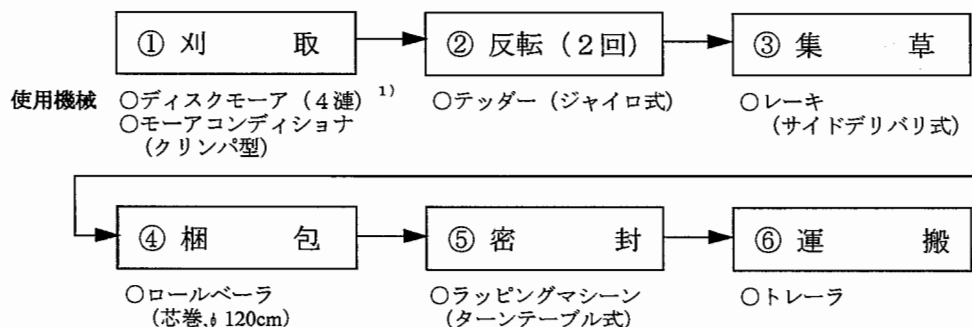 ① 刈 取
② 反転（２回）
③ 集 草
使用機械
○ディスクモーア（４漣）1)
○モーアコンディショナ
（クリンパ型）
○テッダー（ジャイロ式）
○レーキ
（サイドデリバリ式）
④ 梱 包
⑤ 密 封
⑥ 運 搬
○ロールベーラ
（芯巻,φ120cm）
○ラッピングマシーン
（ターンテーブル式）
○トレーラ